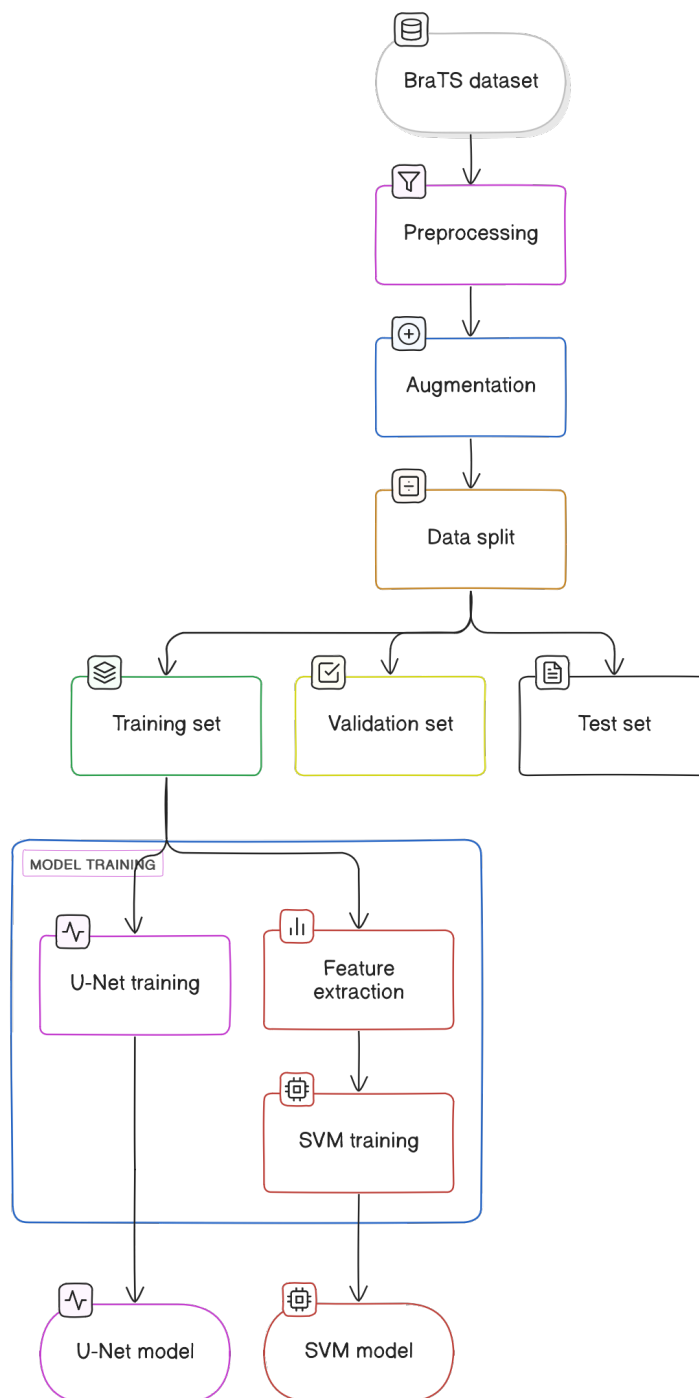 BraTS dataset
Preprocessing
Augmentation
Data split
Training set
Validation set
Test set
MODEL TRAINING
U-Net training
Feature
extraction
SVM training
U-Net model
SVM model